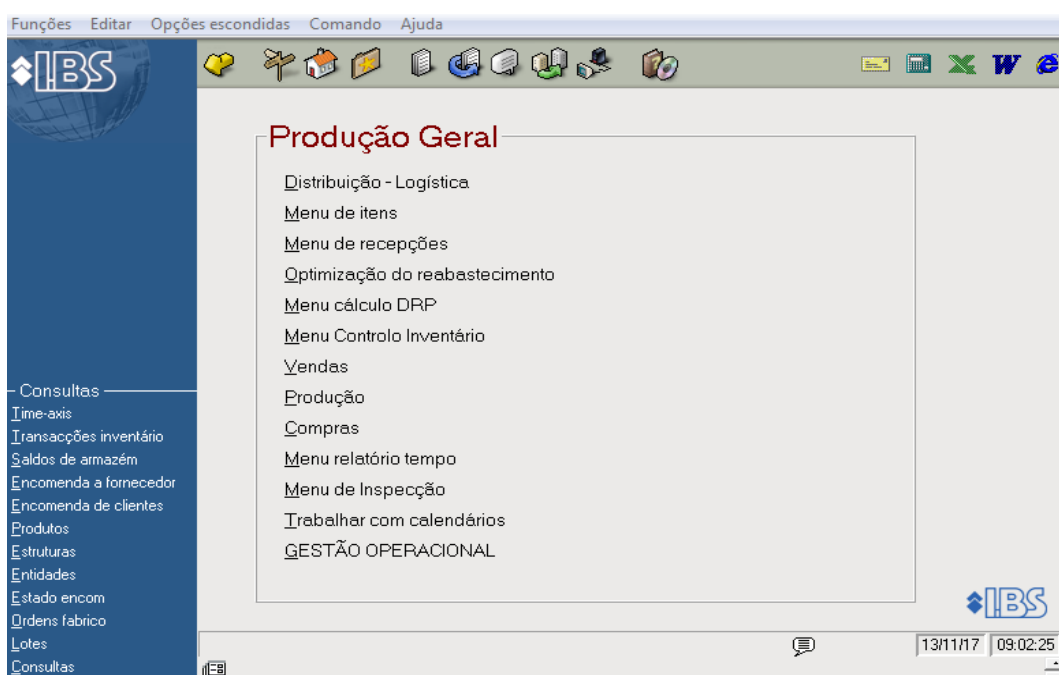 Funções Editar Opções escondidas Comando Ajuda
IBS
W
Produção Geral
Distribuição - Logística
Menu de itens
Menu de recepções
Optimização do reabastecimento
Menu cálculo DRP
Menu Controlo Inventário
Vendas
Produção
Compras
Menu relatório tempo
Menu de Inspecção
Trabalhar com calendários
GESTÃO OPERACIONAL
Consultas
Time-axis
Transacções inventário
Saldos de armazém
Encomenda a fornecedor
Encomenda de clientes
Produtos
Estruturas
Entidades
Estado encom
Ordens fabrico
Lotes
Consultas
IBS
13/11/17 09:02:25